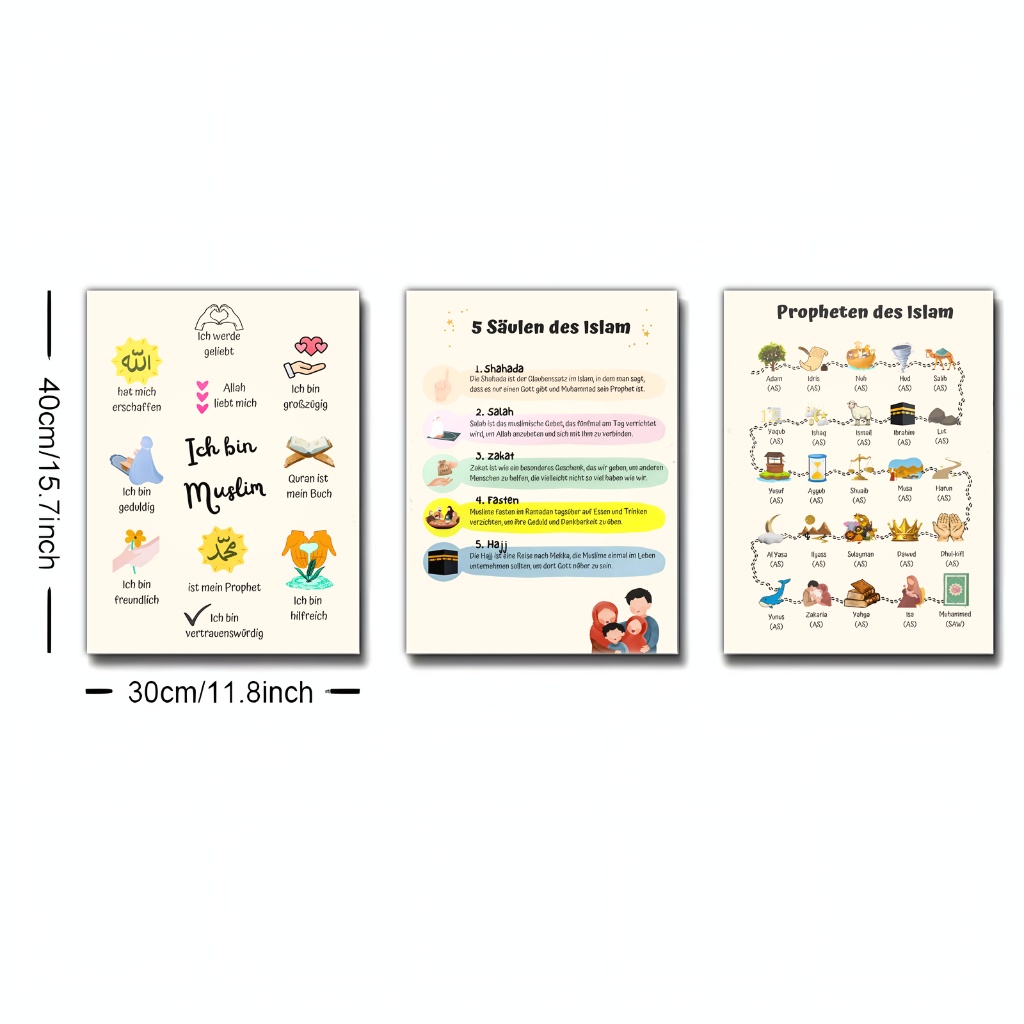 40cm/15.7inch
30cm/11.8inch
Ich werde
geliebt
الله
hat mich
erschaffen
Allah
liebt mich
Ich bin
großzügig
Ich bin
geduldig
Ich bin
Muslim
Quran ist
mein Buch
Ich bin
freundlich
محمد
ist mein Prophet
Ich bin
hilfreich
Ich bin
vertrauenswürdig
5 Säulen des Islam
1. Shahada
Die Shahada ist der Glaubenssatz im Islam, in dem man sagt,
dass es nur einen Gott gibt und Muhammad sein Prophet ist.
2. Salah
Salah ist das muslimische Gebet, das fünfmal am Tag verrichtet
wird, um Allah anzubeten und sich mit Ihm zu verbinden.
3. Zakat
Zakat ist wie ein besonderes Geschenk, das wir geben, um anderen
Menschen zu helfen, die vielleicht nicht so viel haben wie wir.
4. Fasten
Muslime fasten im Ramadan tagsüber auf Essen und Trinken
verzichten, um ihre Geduld und Dankbarkeit zu üben.
5. Hajj
Die Hajj ist eine Reise nach Mekka, die Muslime einmal im Leben
unternehmen sollten, um dort Gott näher zu sein.
Propheten des Islam
Adam Idris Nuh Hud Salih
(AS) (AS) (AS) (AS) (AS)
Yaqub Ishaq Ismail Ibrahim Lut
(AS) (AS) (AS) (AS) (AS)
Yusuf Ayyub Shuaib Musa Harun
(AS) (AS) (AS) (AS) (AS)
Al Yasa Ilyass Sulayman Dawud Dhul-kifl
(AS) (AS) (AS) (AS) (AS)
Yunus Zakaria Yahya Isa Muhammed
(AS) (AS) (AS) (AS) (SAW)